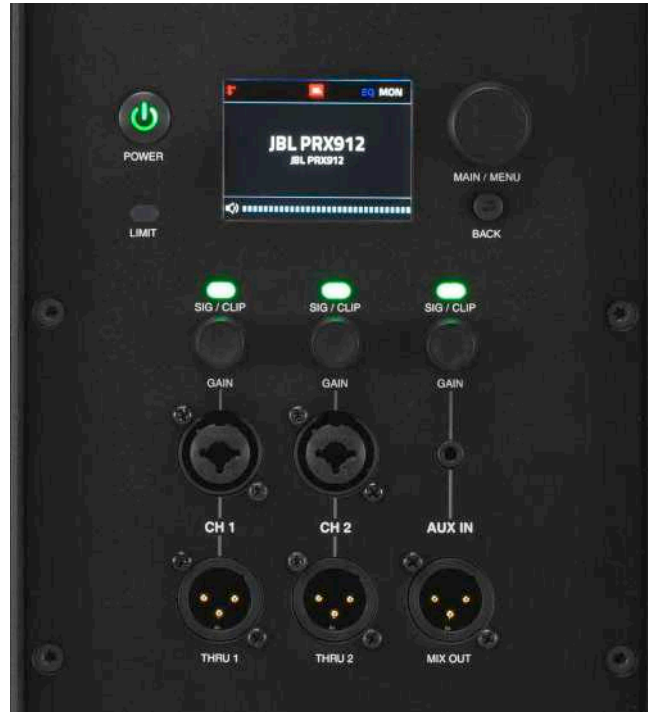 JBL EQ MON
JBL PRX912
JBL PRX912
POWER
MAIN / MENU
LIMIT
BACK
SIG / CLIP SIG / CLIP SIG / CLIP
GAIN GAIN GAIN
CH 1 CH 2 AUX IN
THRU 1 THRU 2 MIX OUT